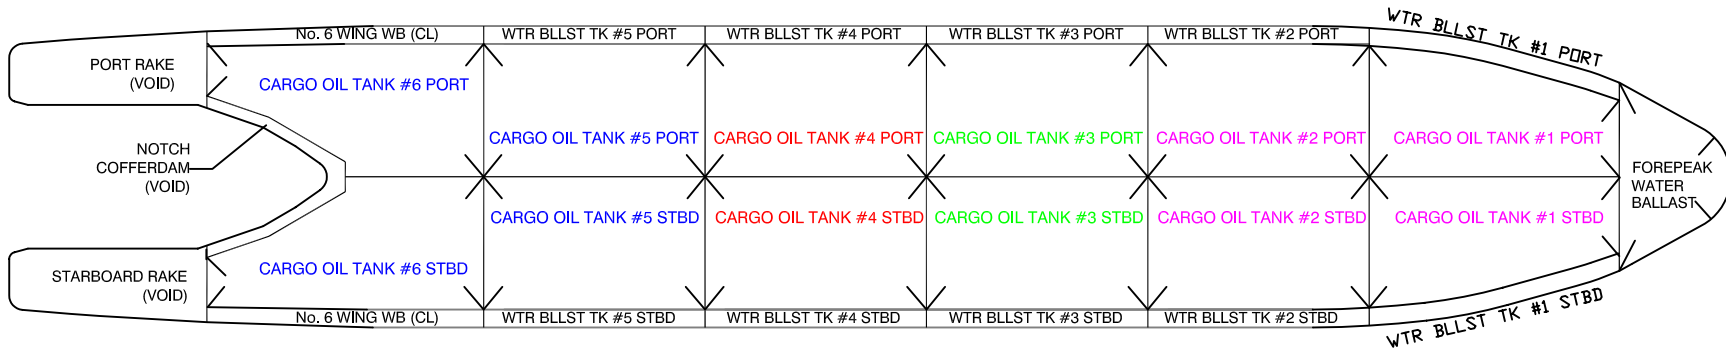 No. 6 WING WB (CL) WTR BLLST TK #5 PORT WTR BLLST TK #4 PORT WTR BLLST TK #3 PORT WTR BLLST TK #2 PORT
WTR BLLST TK #1 PORT
PORT RAKE
(VOID)
CARGO OIL TANK #6 PORT
CARGO OIL TANK #5 PORT CARGO OIL TANK #4 PORT CARGO OIL TANK #3 PORT CARGO OIL TANK #2 PORT CARGO OIL TANK #1 PORT
NOTCH
COFFERDAM
(VOID)
FOREPEAK
WATER
BALLAST
CARGO OIL TANK #5 STBD CARGO OIL TANK #4 STBD CARGO OIL TANK #3 STBD CARGO OIL TANK #2 STBD CARGO OIL TANK #1 STBD
CARGO OIL TANK #6 STBD
STARBOARD RAKE
(VOID)
No. 6 WING WB (CL) WTR BLLST TK #5 STBD WTR BLLST TK #4 STBD WTR BLLST TK #3 STBD WTR BLLST TK #2 STBD
WTR BLLST TK #1 STBD